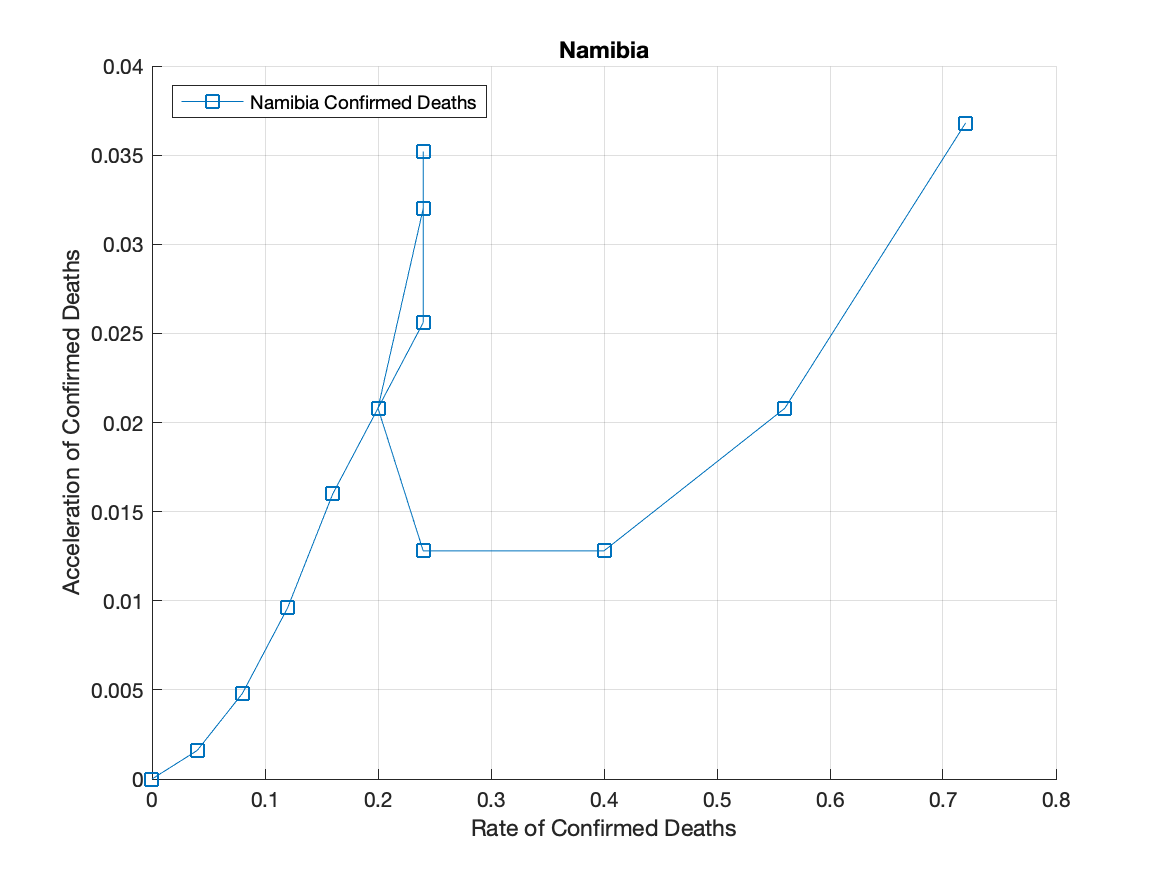 Namibia
Namibia Confirmed Deaths
0.04
0.035
0.03
0.025
0.02
0.015
0.01
0.005
0
0 0.1 0.2 0.3 0.4 0.5 0.6 0.7 0.8
Rate of Confirmed Deaths
Acceleration of Confirmed Deaths